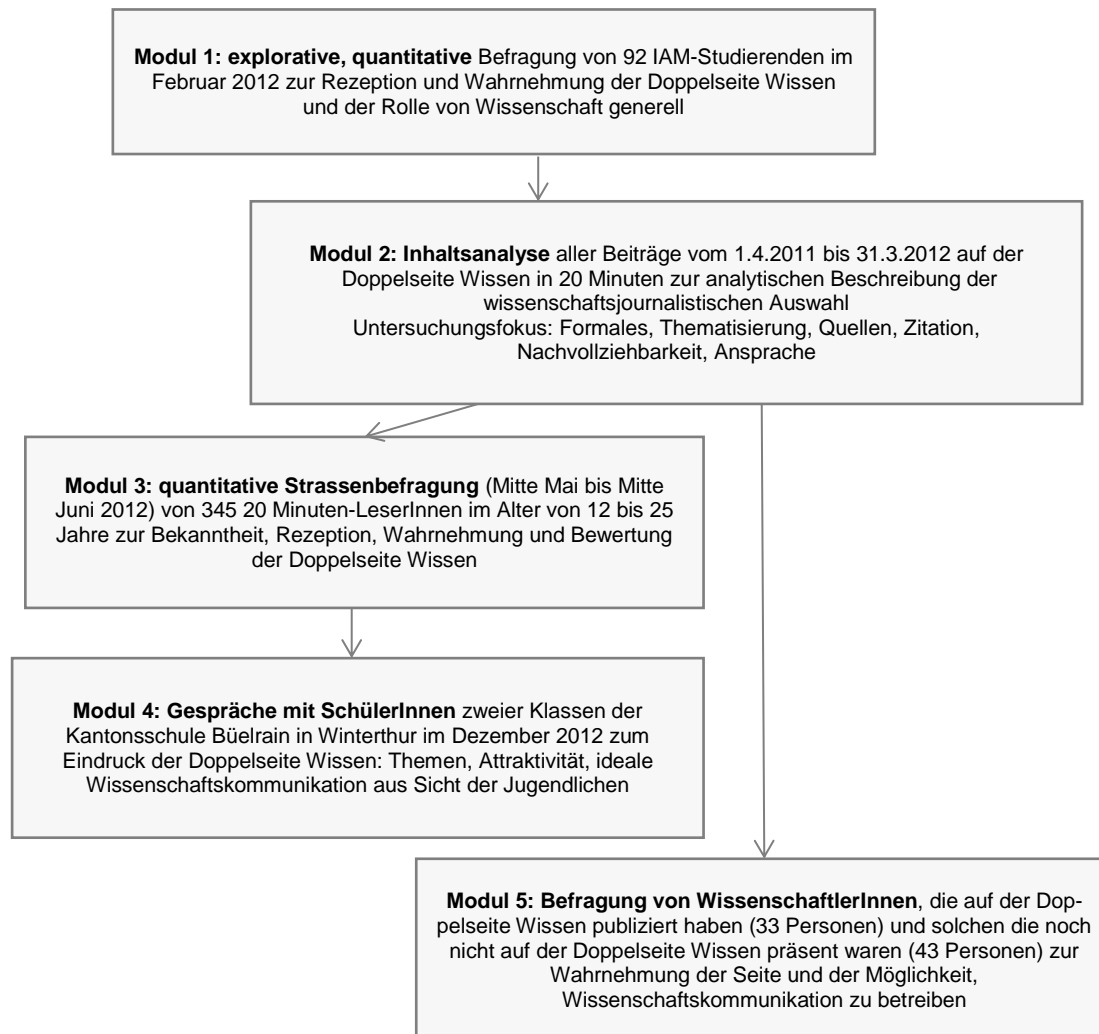 Modul 1: explorative, quantitative Befragung von 92 IAM-Studierenden im
Februar 2012 zur Rezeption und Wahrnehmung der Doppelseite Wissen
und der Rolle von Wissenschaft generell
Modul 2: Inhaltsanalyse aller Beiträge vom 1.4.2011 bis 31.3.2012 auf der
Doppelseite Wissen in 20 Minuten zur analytischen Beschreibung der
wissenschaftsjournalistischen Auswahl
Untersuchungsfokus: Formales, Thematisierung, Quellen, Zitation,
Nachvollziehbarkeit, Ansprache
Modul 3: quantitative Strassenbefragung (Mitte Mai bis Mitte
Juni 2012) von 345 20 Minuten-LeserInnen im Alter von 12 bis 25
Jahre zur Bekanntheit, Rezeption, Wahrnehmung und Bewertung
der Doppelseite Wissen
Modul 4: Gespräche mit SchülerInnen zweier Klassen der
Kantonsschule Büelrain in Winterthur im Dezember 2012 zum
Eindruck der Doppelseite Wissen: Themen, Attraktivität, ideale
Wissenschaftskommunikation aus Sicht der Jugendlichen
Modul 5: Befragung von WissenschaftlerInnen, die auf der Dop-
pelseite Wissen publiziert haben (33 Personen) und solchen die noch
nicht auf der Doppelseite Wissen präsent waren (43 Personen) zur
Wahrnehmung der Seite und der Möglichkeit,
Wissenschaftskommunikation zu betreiben